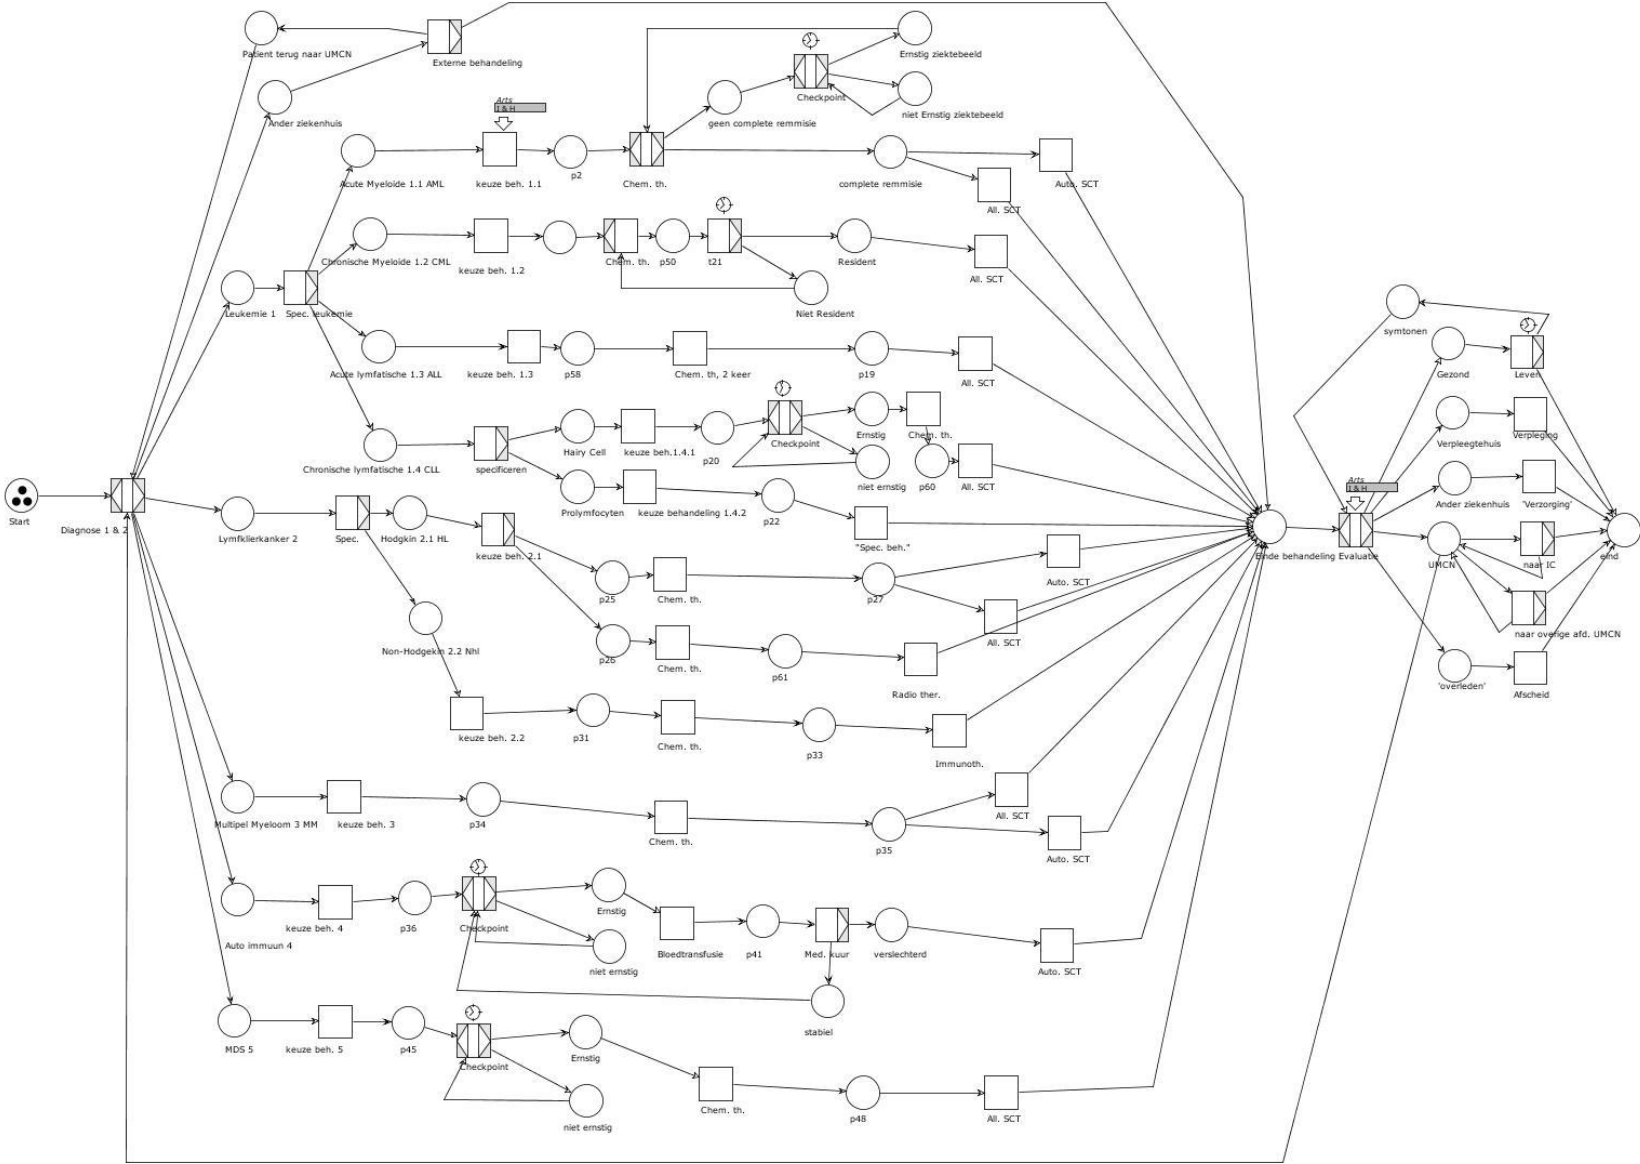 Patient terug naar UMCN
Externe behandeling
Ernstig ziektebeeld
Checkpoint
Ander ziekenhuis
Arts
I & H
geen complete remmisie
niet Ernstig ziektebeeld
Acute Myeloide 1.1 AML
keuze beh. 1.1
p2
Chem. th.
complete remmisie
Auto. SCT
All. SCT
Chronische Myeloide 1.2 CML
keuze beh. 1.2
Chem. th.
p50
t21
Resident
All. SCT
Leukemie 1
Spec. leukemie
Niet Resident
symtonen
Acute lymfatische 1.3 ALL
keuze beh. 1.3
p58
Chem. th, 2 keer
p19
All. SCT
Gezond
Leven
Chronische lymfatische 1.4 CLL
specificeren
Hairy Cell
keuze beh.1.4.1
p20
Checkpoint
Ernstig
Chem. th.
Verpleegtehuis
Verpleging
niet ernstig
p60
All. SCT
Arts
I & H
Prolymfocyten
keuze behandeling 1.4.2
p22
"Spec. beh."
Ander ziekenhuis
'Verzorging'
Start
Diagnose 1 & 2
Lymfklierkanker 2
Spec.
Hodgkin 2.1 HL
keuze beh. 2.1
Einde behandeling
Evaluatie
UMCN
naar IC
eind
p25
Chem. th.
p27
Auto. SCT
All. SCT
naar overige afd. UMCN
Non-Hodgekin 2.2 Nhl
p26
Chem. th.
p61
Radio ther.
'overleden'
Afscheid
keuze beh. 2.2
p31
Chem. th.
p33
Immunoth.
Multipel Myeloom 3 MM
keuze beh. 3
p34
Chem. th.
p35
All. SCT
Auto. SCT
Auto immuun 4
keuze beh. 4
p36
Checkpoint
Ernstig
niet ernstig
Bloedtransfusie
p41
Med. kuur
verslechterd
Auto. SCT
stabiel
MDS 5
keuze beh. 5
p45
Checkpoint
Ernstig
niet ernstig
Chem. th.
p48
All. SCT